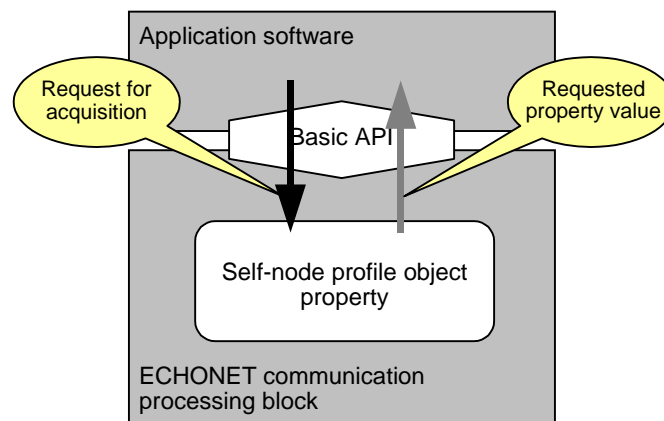 Application software
Request for
acquisition
Requested
property value
Basic API
Self-node profile object
property
ECHONET communication
processing block